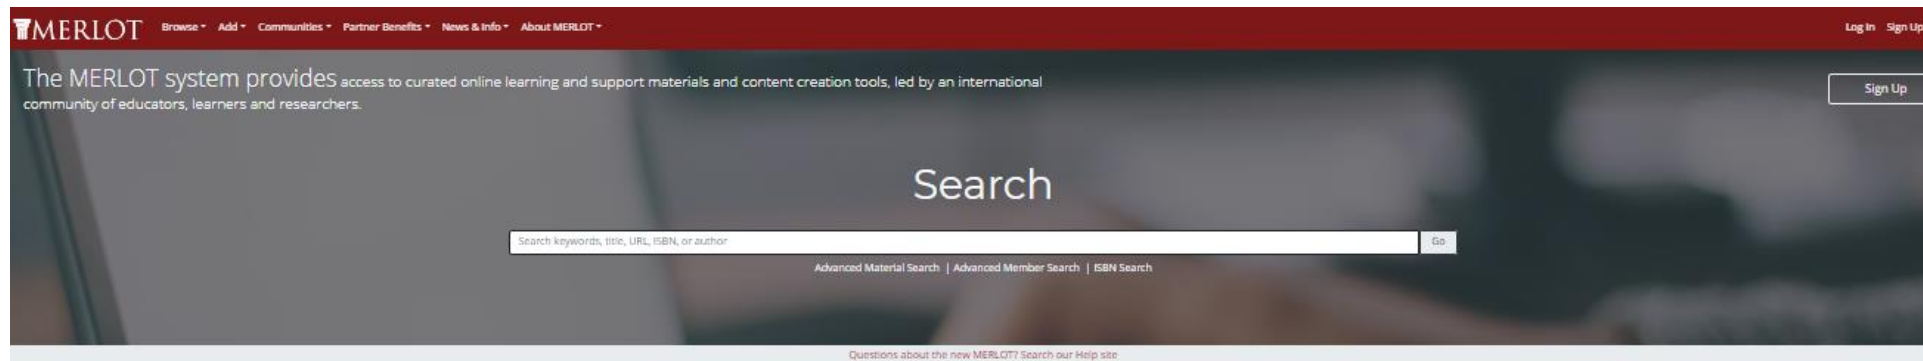 MERLOT Browse Add Communities Partner Benefits News & Info About MERLOT Log In Sign Up
The MERLOT system provides access to curated online learning and support materials and content creation tools, led by an international
community of educators, learners and researchers.
Sign Up
Search
Search keywords, title, URL, ISBN, or author Go
Advanced Material Search | Advanced Member Search | ISBN Search
Questions about the new MERLOT? Search our Help site